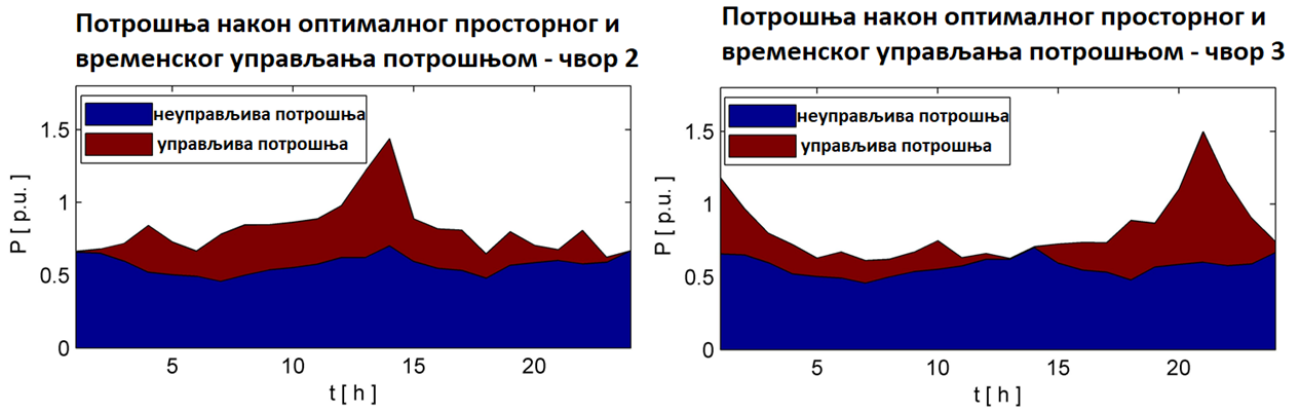 Потрошња након оптималног просторног и
временског управљања потрошњом - чвор 2
неуправљива потрошња
управљива потрошња
1.5
1
0.5
0
P [ p.u. ]
5
10
15
20
t [ h ]
Потрошња након оптималног просторног и
временског управљања потрошњом - чвор 3
неуправљива потрошња
управљива потрошња
1.5
1
0.5
0
P [ p.u. ]
5
10
15
20
t [ h ]